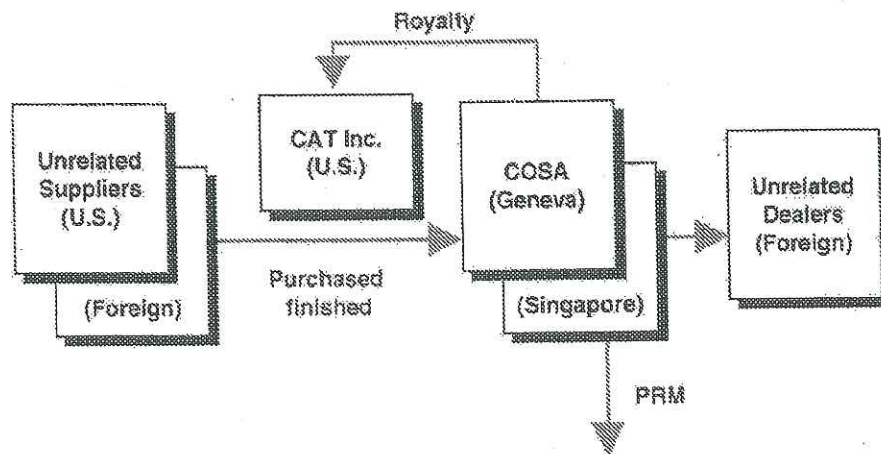 Royalty
Unrelated
Suppliers
(U.S.)
(Foreign)
CAT Inc.
(U.S.)
Purchased
finished
COSA
(Geneva)
(Singapore)
Unrelated
Dealers
(Foreign)
PRM